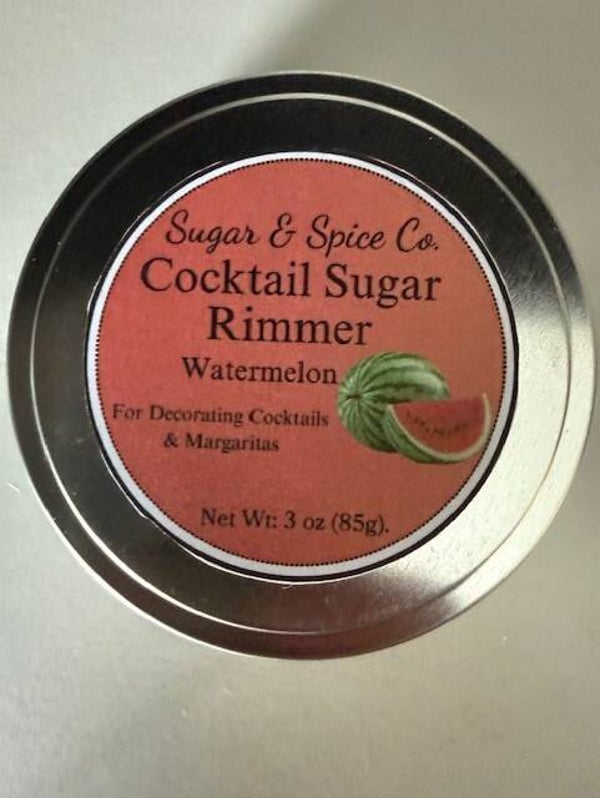 Sugar & Spice Co.
Cocktail Sugar
Rimmer
Watermelon
For Decorating Cocktails
& Margaritas
Net Wt: 3 oz (85g).